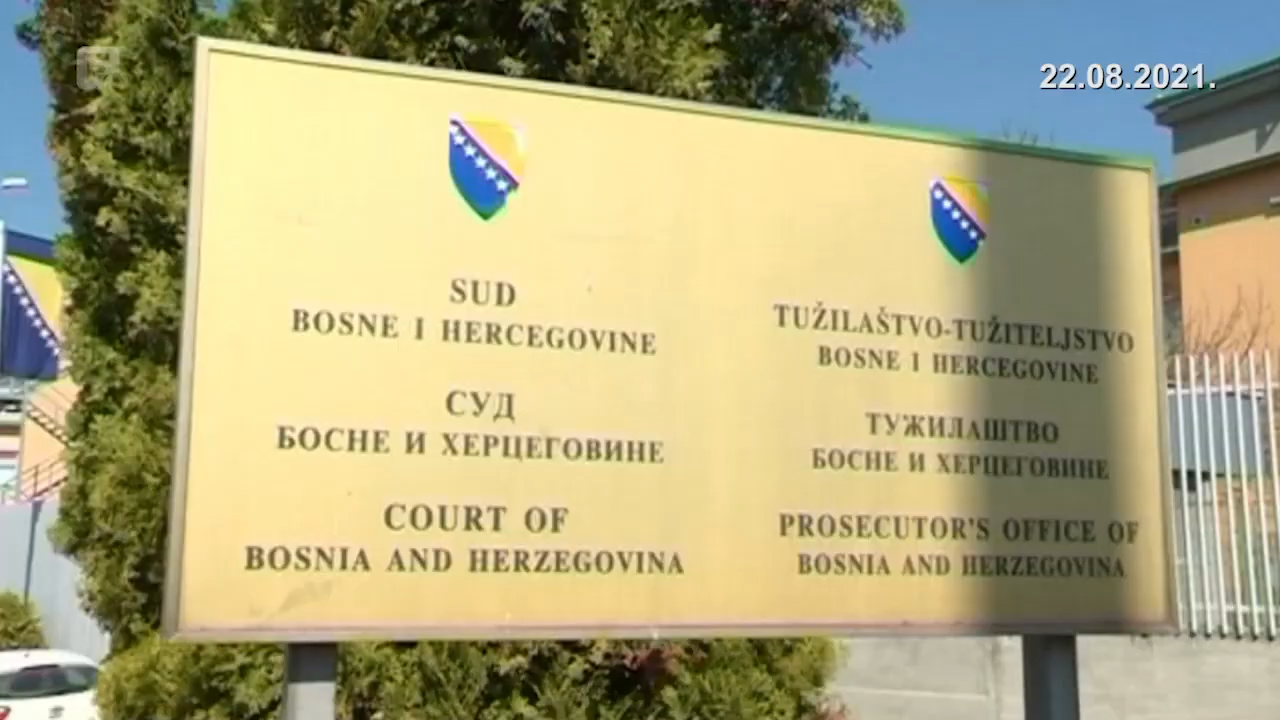 22.08.2021.
SUD
BOSNE I HERCEGOVINE
СУД
БОСНЕ И ХЕРЦЕГОВИНЕ
COURT OF
BOSNIA AND HERZEGOVINA
TUŽILAŠTVO-TUŽITELJSTVO
BOSNE I HERCEGOVINE
ТУЖИЛАШТВО
БОСНЕ И ХЕРЦЕГОВИНЕ
PROSECUTOR'S OFFICE OF
BOSNIA AND HERZEGOVINA